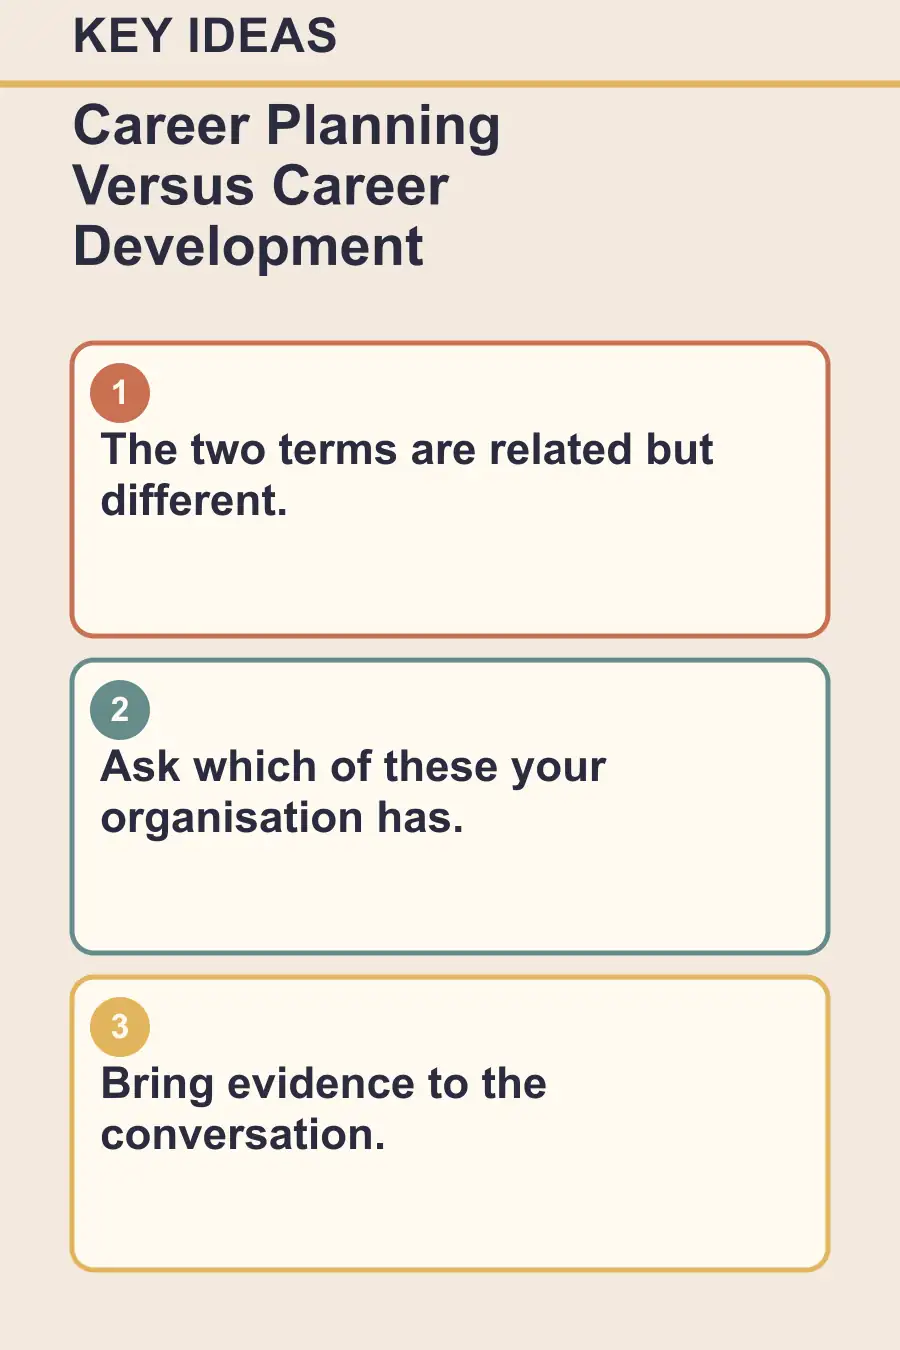 KEY IDEAS
Career Planning
Versus Career
Development
1
The two terms are related but
different.
2
Ask which of these your
organisation has.
3
Bring evidence to the
conversation.